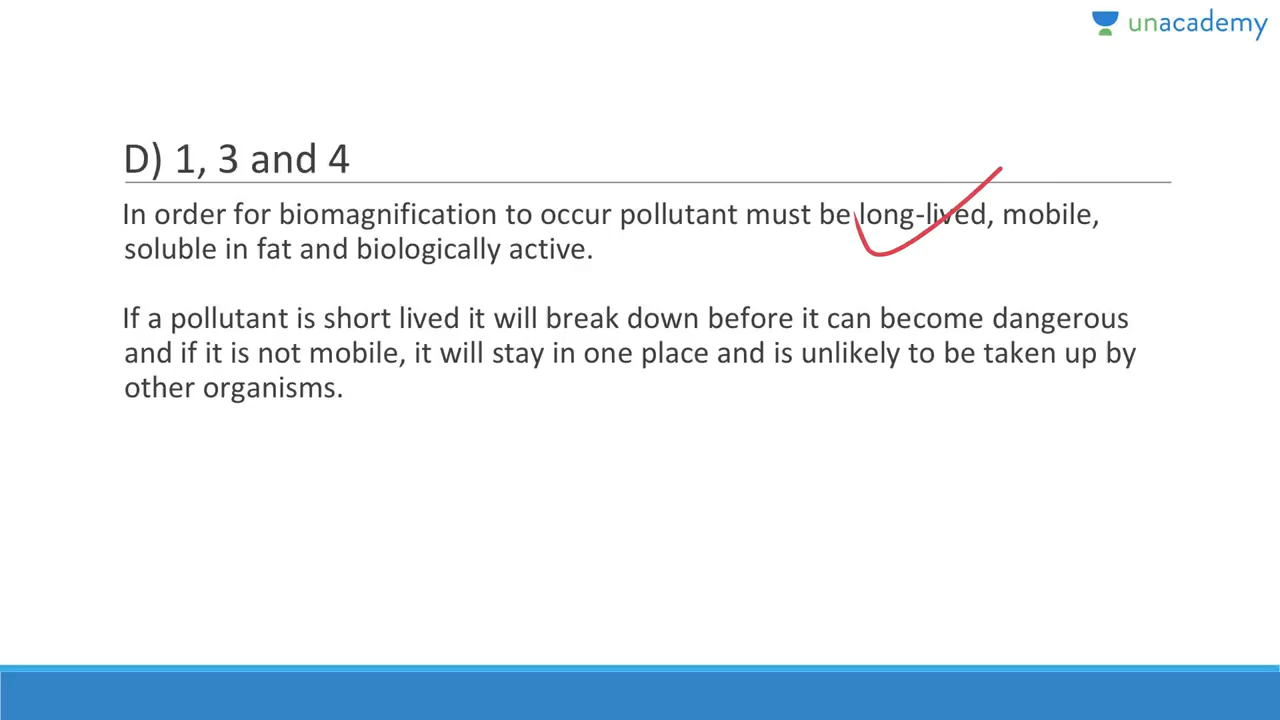 unacademy
D) 1, 3 and 4
In order for biomagnification to occur pollutant must be long-lived, mobile,
soluble in fat and biologically active.
If a pollutant is short lived it will break down before it can become dangerous
and if it is not mobile, it will stay in one place and is unlikely to be taken up by
other organisms.